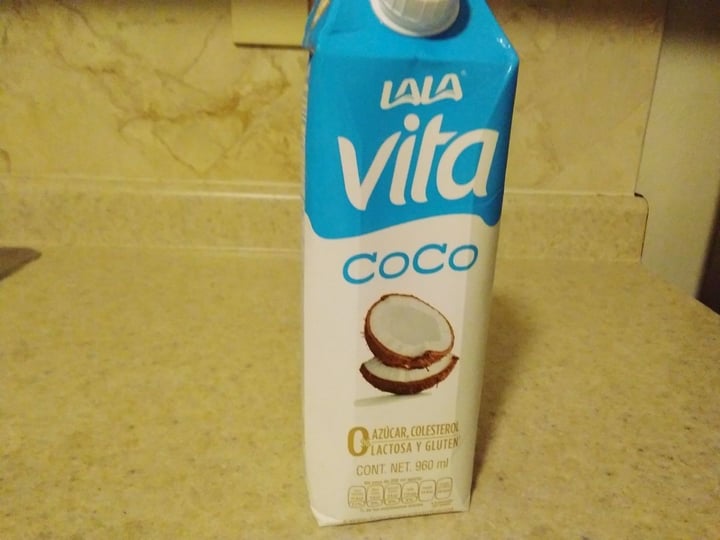 LALA
vita
COCO
0% AZÚCAR, COLESTEROL
LACTOSA Y GLUTEN
CONT. NET. 960 ml